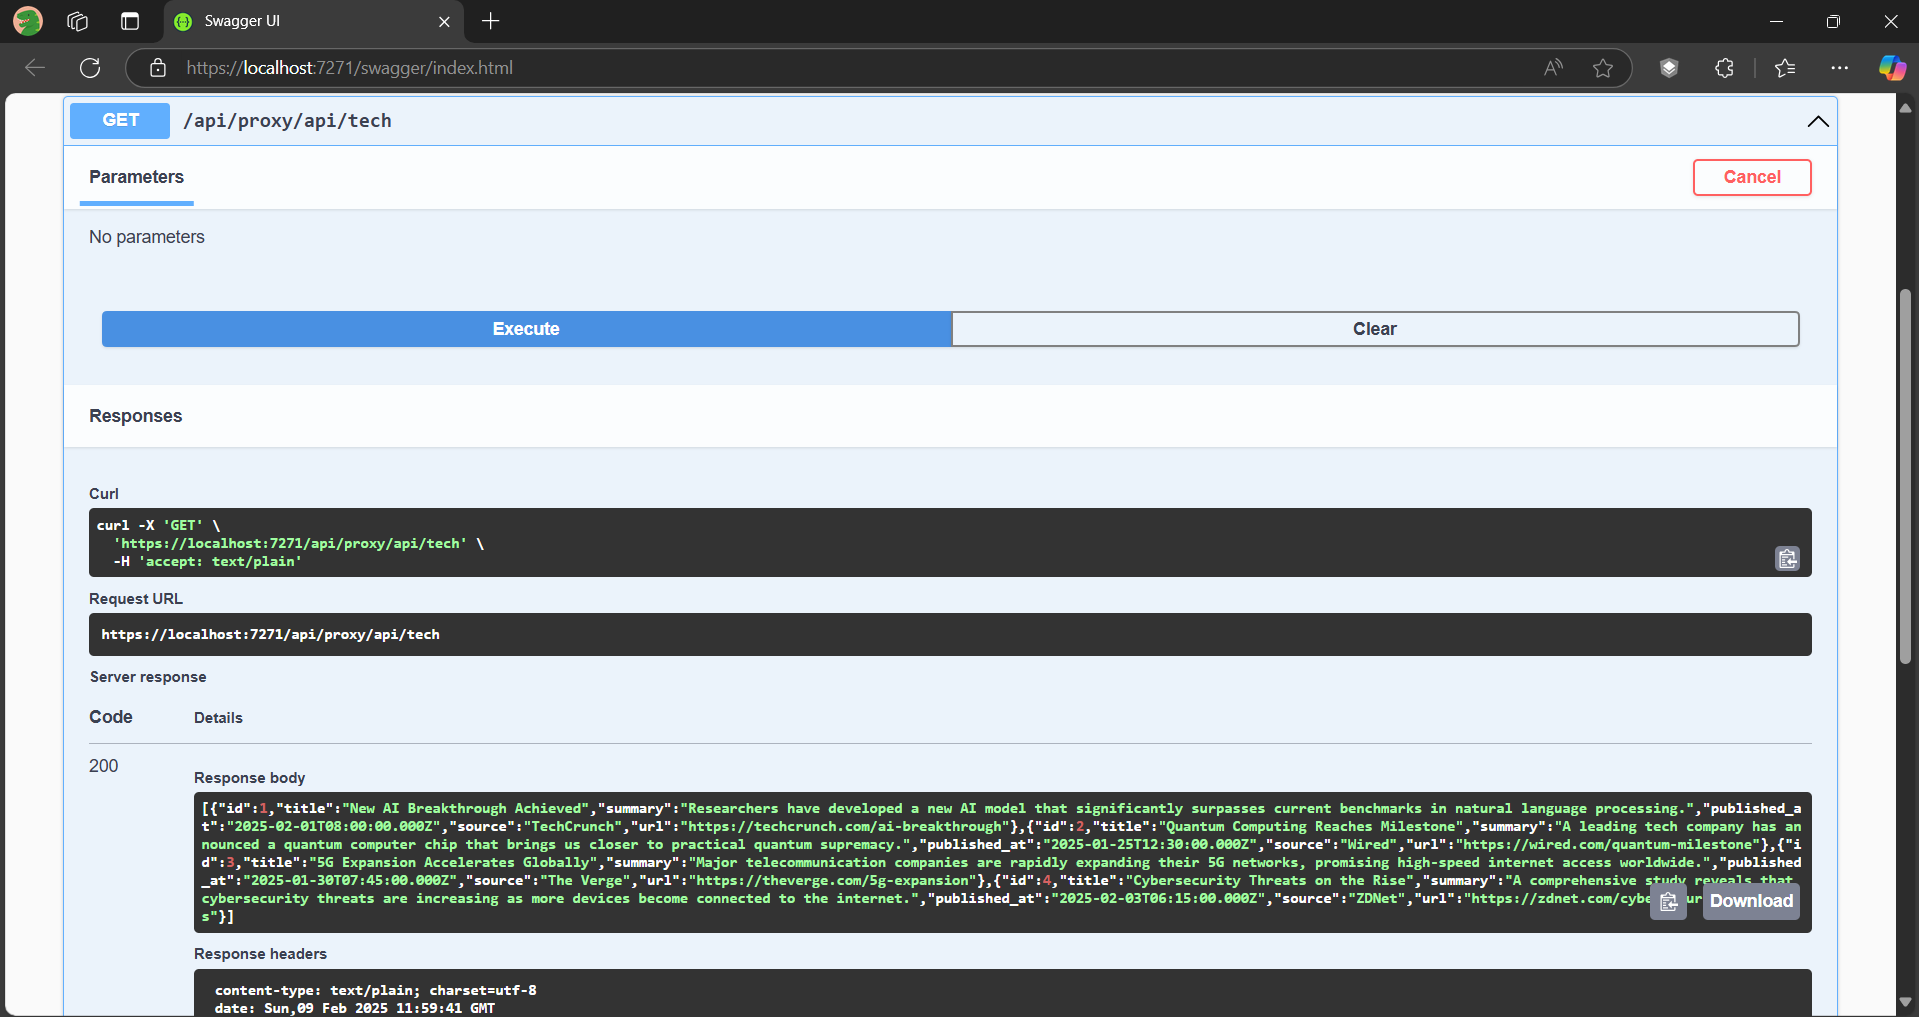 Swagger UI
https://localhost:7271/swagger/index.html
GET /api/proxy/api/tech
Parameters
Cancel
No parameters
Execute
Clear
Responses
Curl
curl -X 'GET' \
'https://localhost:7271/api/proxy/api/tech' \
-H 'accept: text/plain'
Request URL
https://localhost:7271/api/proxy/api/tech
Server response
Code Details
200
Response body
[{"id":1,"title":"New AI Breakthrough Achieved","summary":"Researchers have developed a new AI model that significantly surpasses current benchmarks in natural language processing.","published_a
t":"2025-02-01T08:00:00.000Z","source":"TechCrunch","url":"https://techcrunch.com/ai-breakthrough"},{"id":2,"title":"Quantum Computing Reaches Milestone","summary":"A leading tech company has an
nounced a quantum computer chip that brings us closer to practical quantum supremacy.","published_at":"2025-01-25T12:30:00.000Z","source":"Wired","url":"https://wired.com/quantum-milestone"},{"i
d":3,"title":"5G Expansion Accelerates Globally","summary":"Major telecommunication companies are rapidly expanding their 5G networks, promising high-speed internet access worldwide.","published
_at":"2025-01-30T07:45:00.000Z","source":"The Verge","url":"https://theverge.com/5g-expansion"},{"id":4,"title":"Cybersecurity Threats on the Rise","summary":"A comprehensive study reveals that
cybersecurity threats are increasing as more devices become connected to the internet.","published_at":"2025-02-03T06:15:00.000Z","source":"ZDNet","url":"https://zdnet.com/cybe
s"}]
Download
Response headers
content-type: text/plain; charset=utf-8
date: Sun,09 Feb 2025 11:59:41 GMT